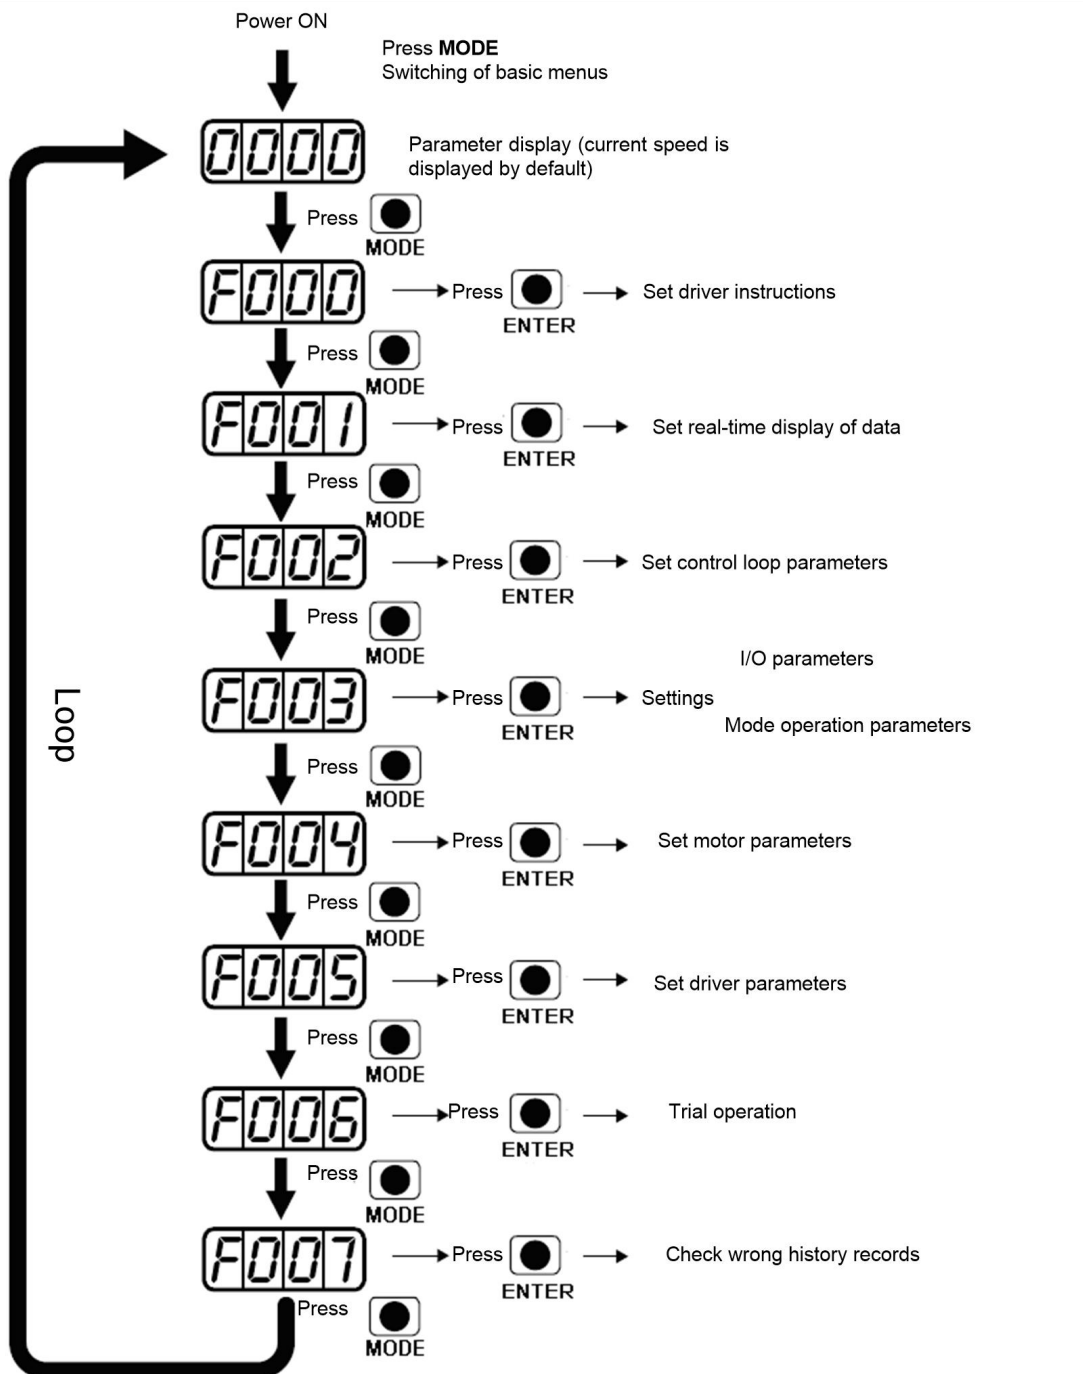 Power ON
Press MODE
Switching of basic menus
0000
Parameter display (current speed is
displayed by default)
Press
MODE
F000
Press
ENTER
Set driver instructions
Press
MODE
F001
Press
ENTER
Set real-time display of data
Press
MODE
F002
Press
ENTER
Set control loop parameters
Press
MODE
F003
Press
ENTER
Settings
I/O parameters
Mode operation parameters
Loop
Press
MODE
F004
Press
ENTER
Set motor parameters
Press
MODE
F005
Press
ENTER
Set driver parameters
Press
MODE
F006
Press
ENTER
Trial operation
Press
MODE
F007
Press
ENTER
Check wrong history records
Press
MODE